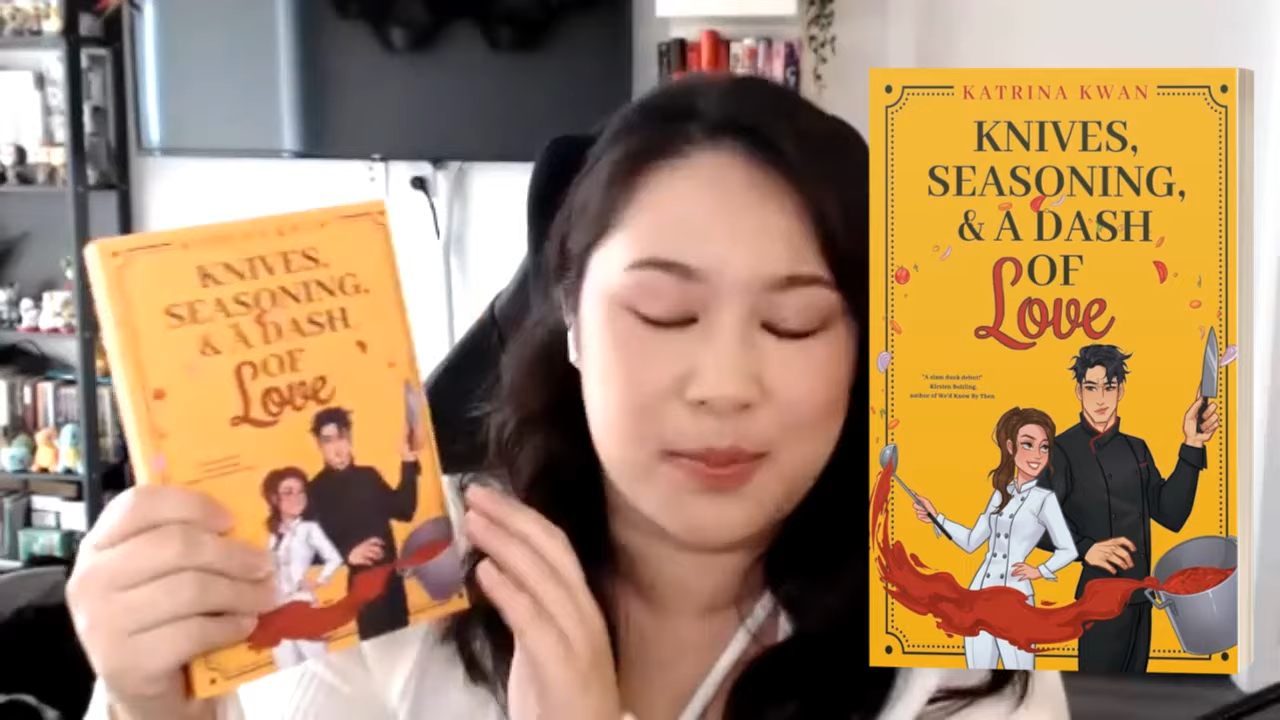 KNIVES,
SEASONING,
& A DASH
OF
Love
KATRINA KWAN
KNIVES,
SEASONING,
& A DASH
OF
Love
"A slam dunk debut!"
Kirsten Bohling,
author of We'd Know By Then